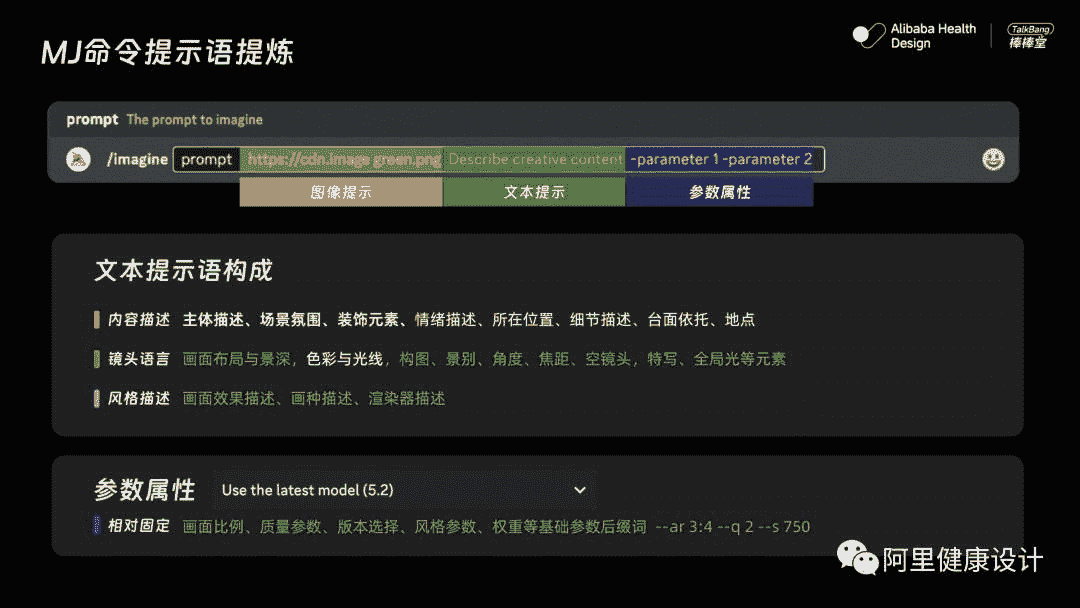 MJ命令提示语提炼
Alibaba Health
Design
TalkBang
棒棒堂
prompt The prompt to imagine
/imagine prompt https://cdn.image green.png Describe creative content -parameter 1 -parameter 2
图像提示 文本提示 参数属性
文本提示语构成
内容描述 主体描述、场景氛围、装饰元素、情绪描述、所在位置、细节描述、台面依托、地点
镜头语言 画面布局与景深，色彩与光线，构图、景别、角度、焦距、空镜头，特写、全局光等元素
风格描述 画面效果描述、画种描述、渲染器描述
参数属性 Use the latest model (5.2)
相对固定 画面比例、质量参数、版本选择、风格参数、权重等基础参数后缀词 --ar 3:4 --q 2 --s 750
阿里健康设计